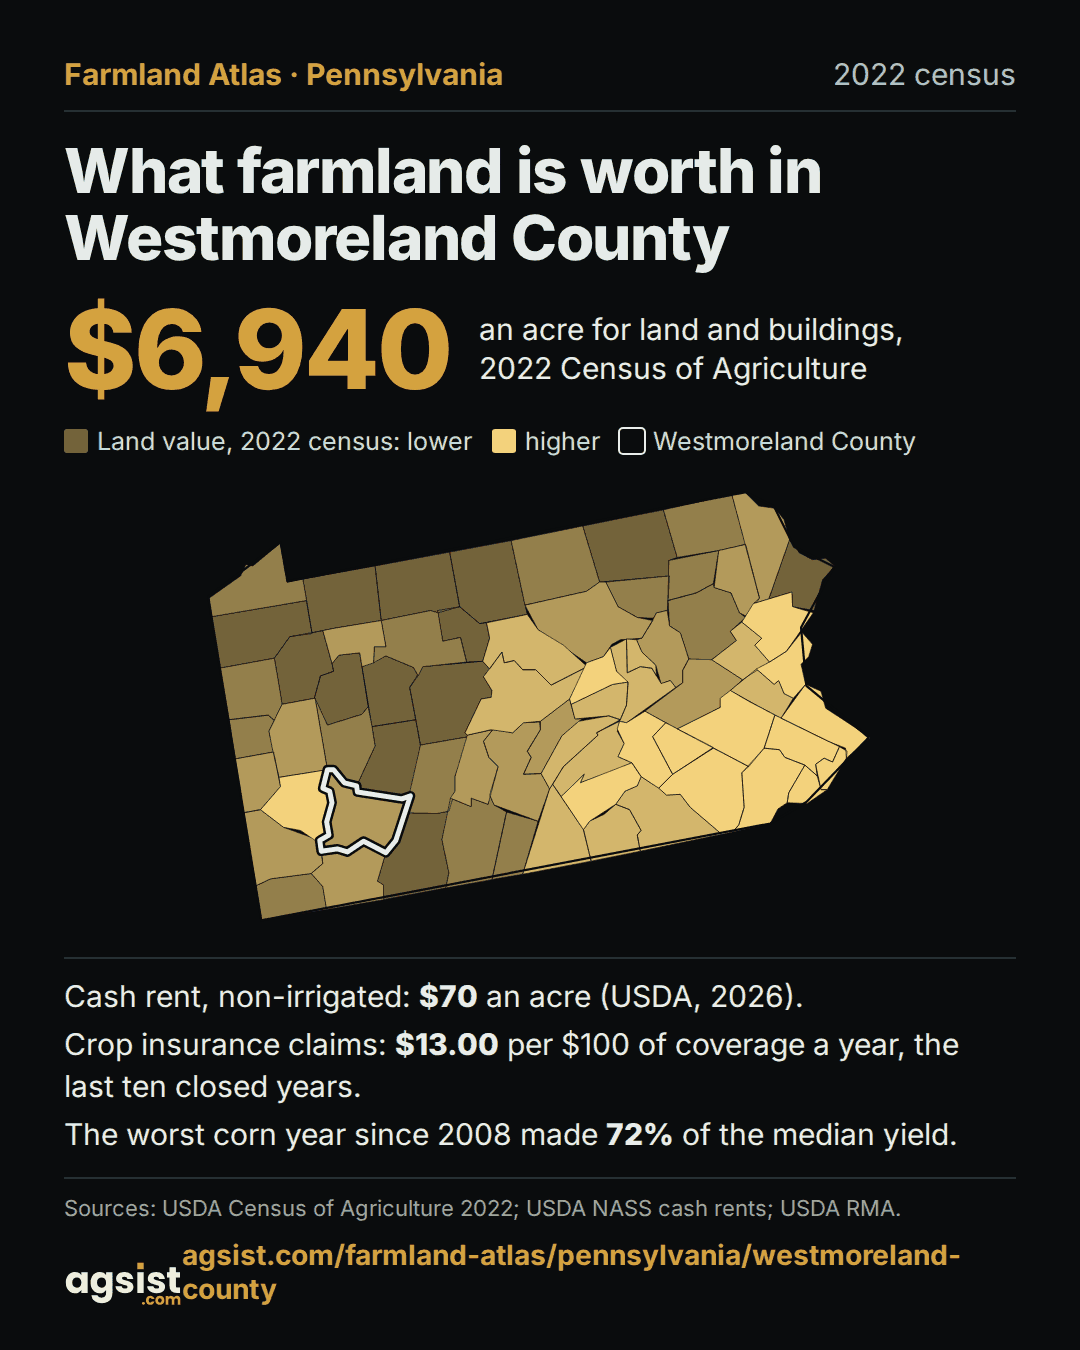 Farmland Atlas · Pennsylvania
2022 census
What farmland is worth in
Westmoreland County
$6,940
an acre for land and buildings,
2022 Census of Agriculture
Land value, 2022 census: lower
higher
Westmoreland County
Cash rent, non-irrigated: $70 an acre (USDA, 2026).
Crop insurance claims: $13.00 per $100 of coverage a year, the
last ten closed years.
The worst corn year since 2008 made 72% of the median yield.
Sources: USDA Census of Agriculture 2022; USDA NASS cash rents; USDA RMA.
agsist
.com
agsist.com/farmland-atlas/pennsylvania/westmoreland-
county